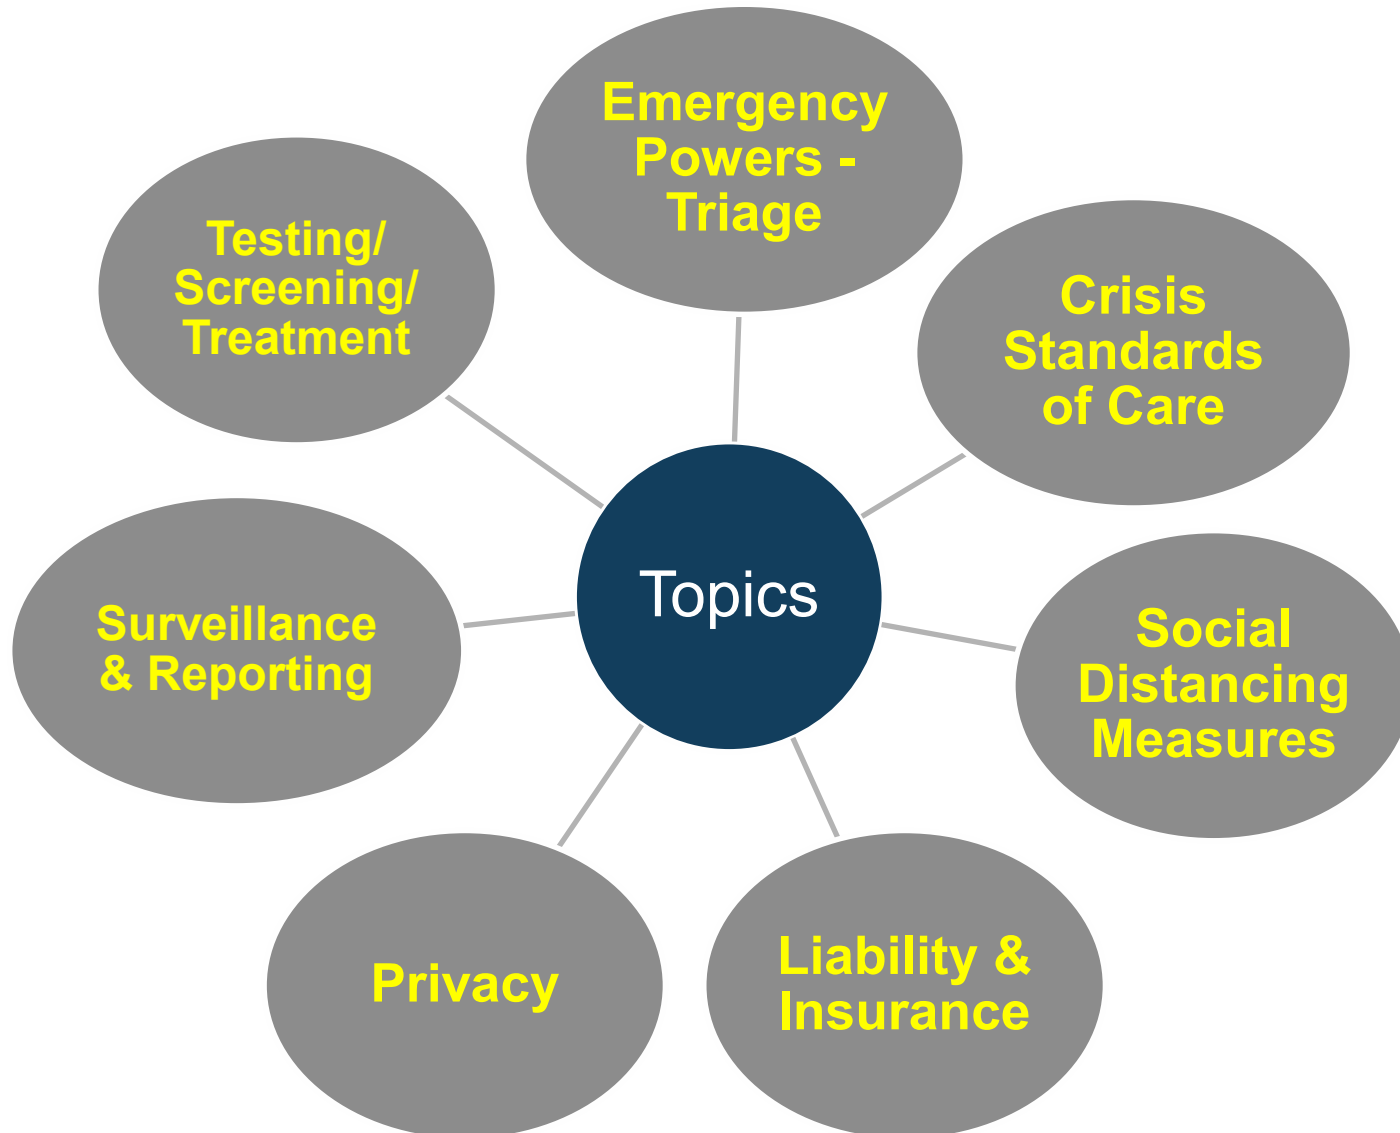 Emergency
Powers -
Triage
Testing/
Screening/
Treatment
Crisis
Standards
of Care
Topics
Surveillance
& Reporting
Social
Distancing
Measures
Privacy
Liability &
Insurance